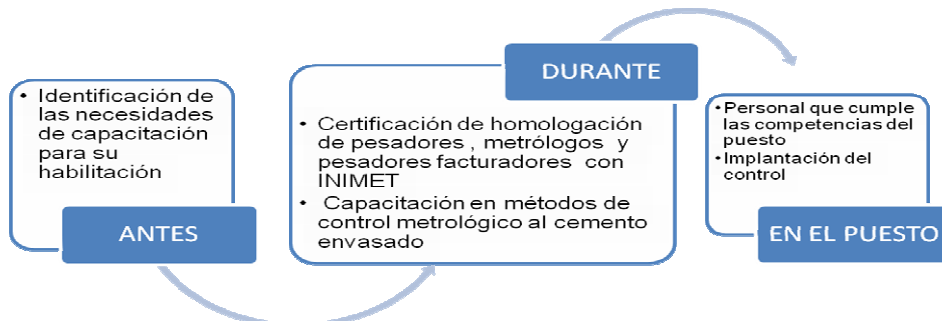 • Identificación de
las necesidades
de capacitación
para su
habilitación
ANTES
DURANTE
• Certificación de homologación
de pesadores , metrólogos y
pesadores facturadores con
INIMET
• Capacitación en métodos de
control metrológico al cemento
envasado
• Personal que cumple
las competencias del
puesto
• Implantación del
control
EN EL PUESTO